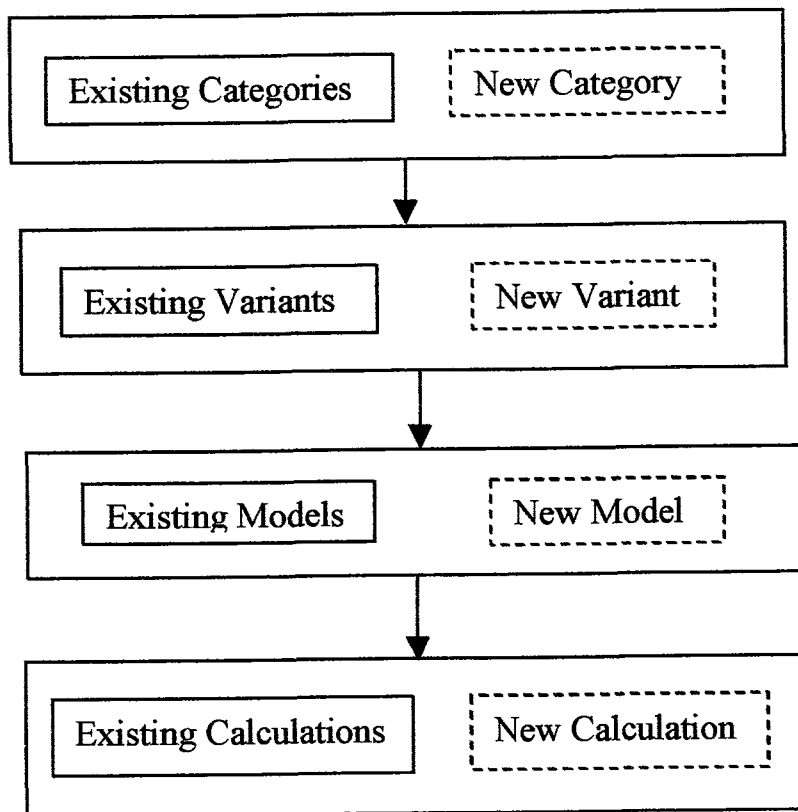 Existing Categories
New Category
Existing Variants
New Variant
Existing Models
New Model
Existing Calculations
New Calculation